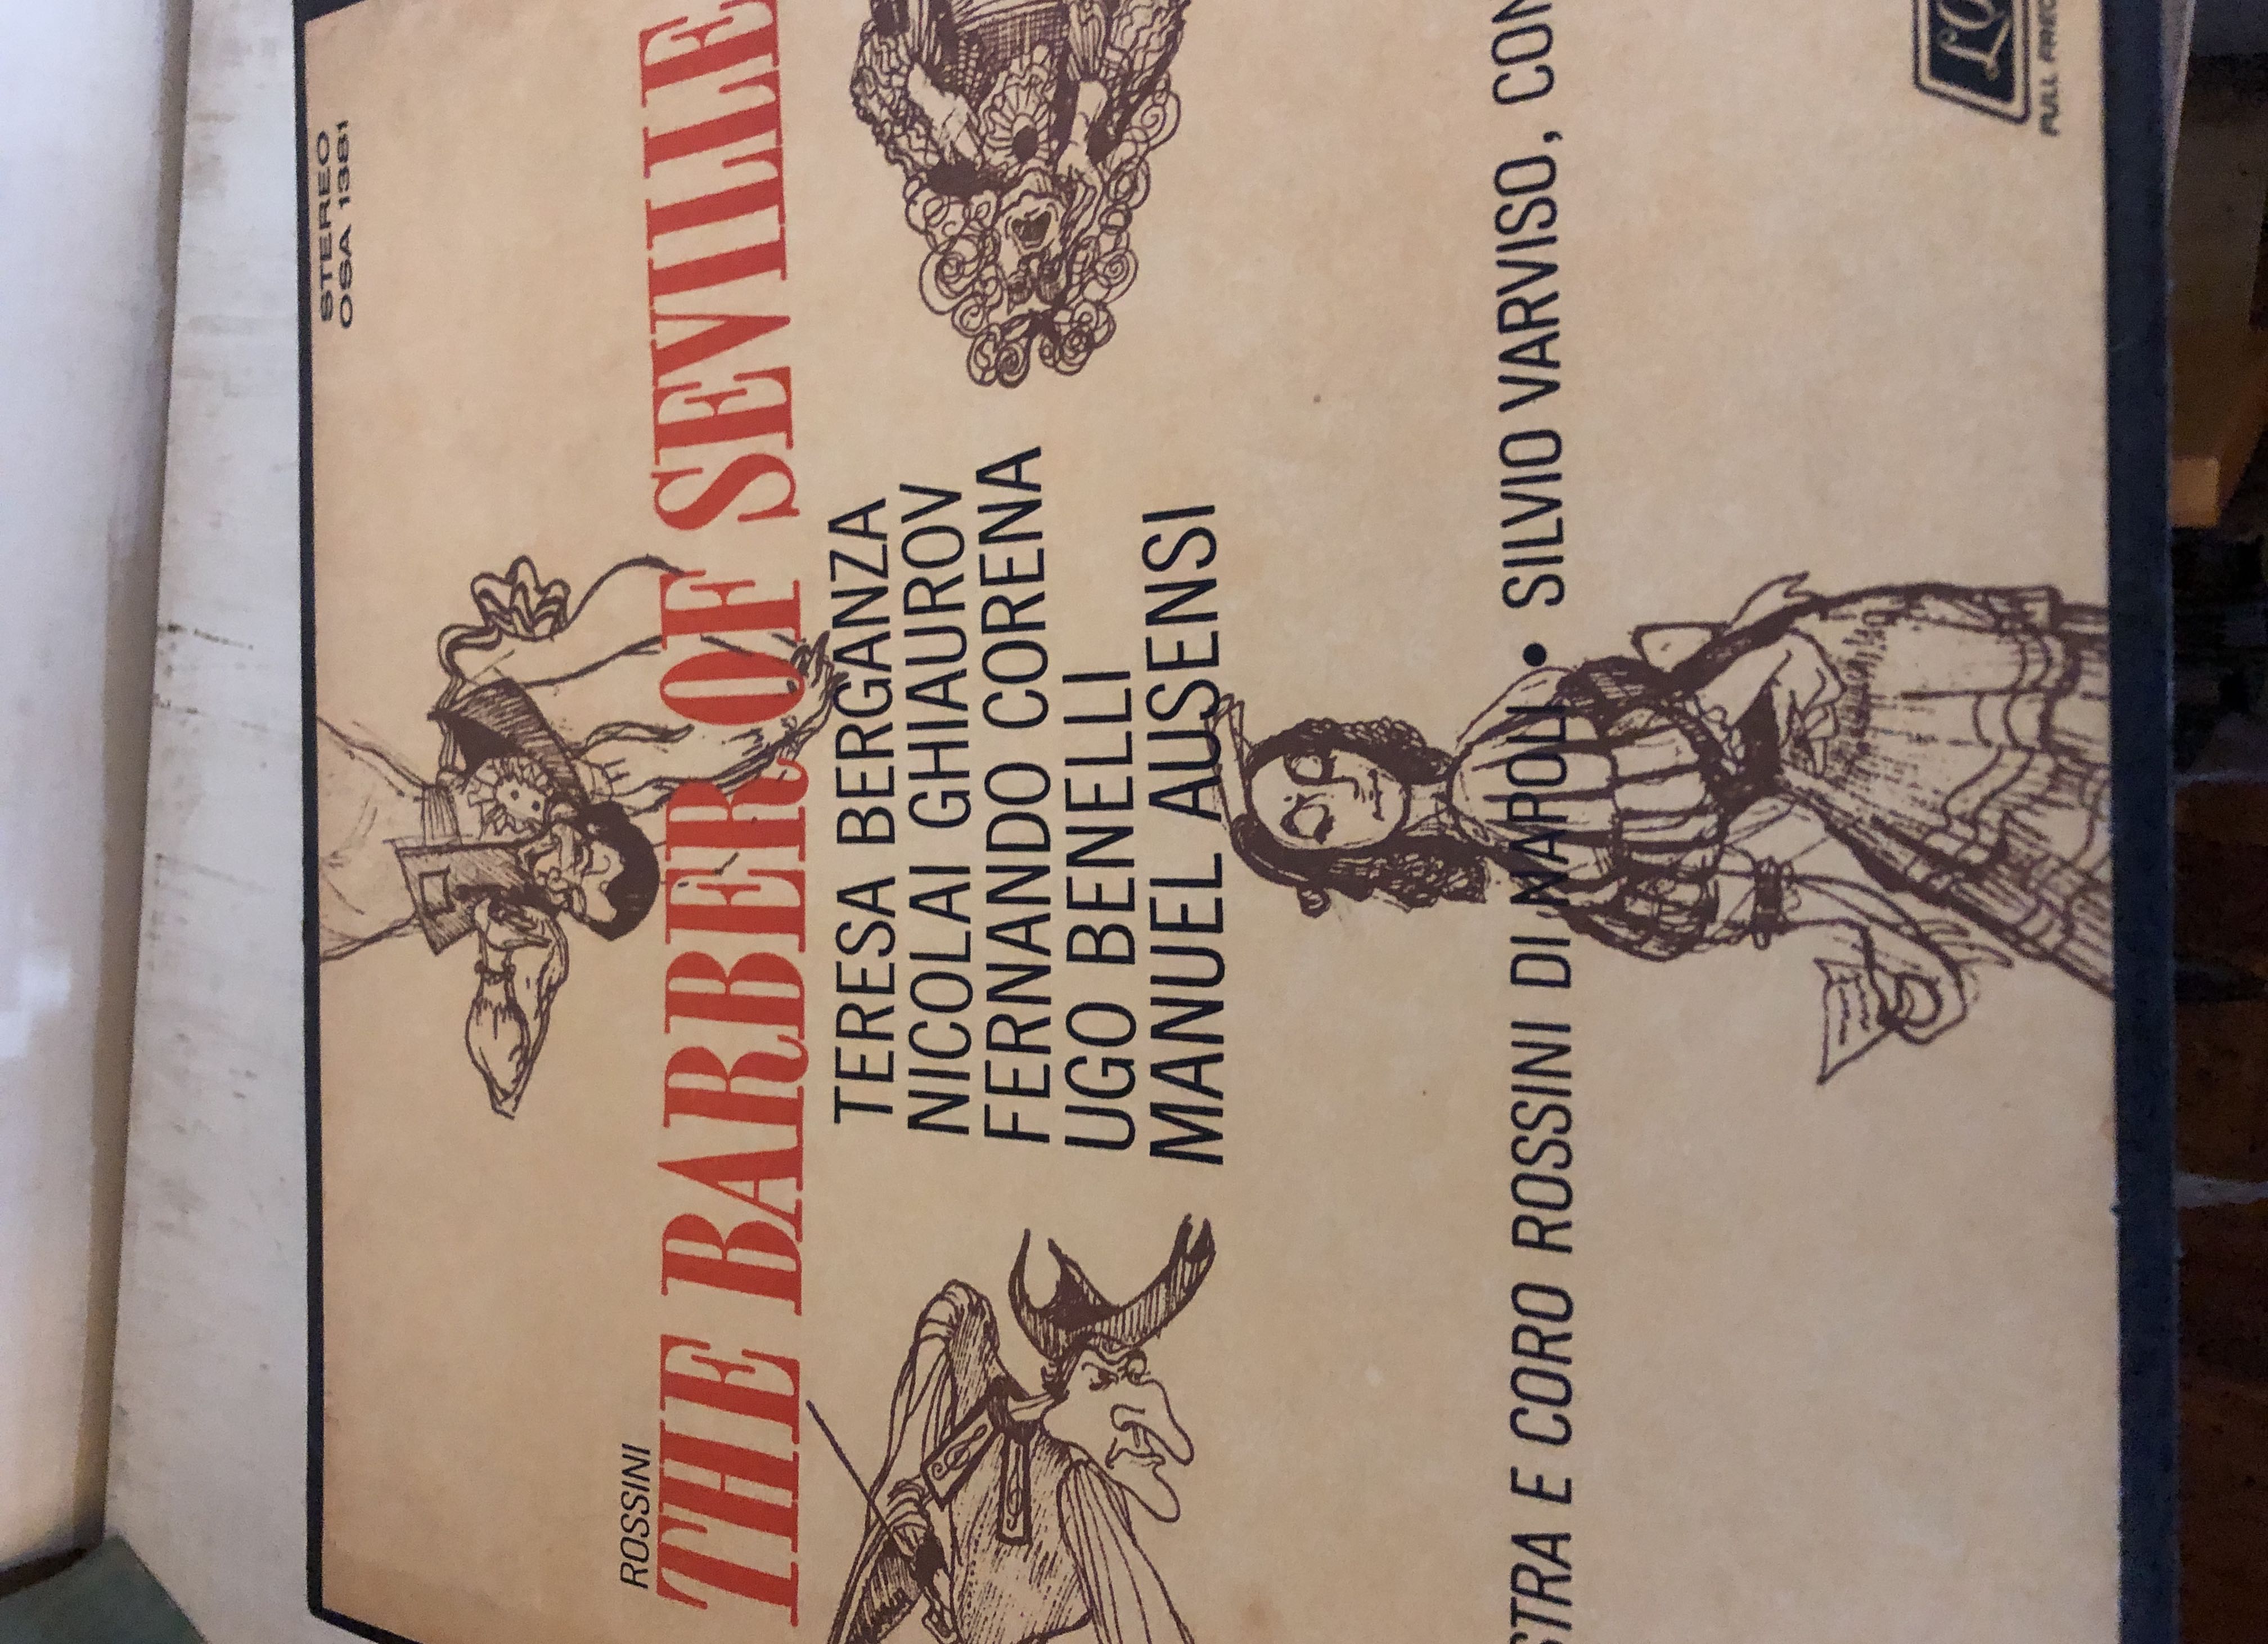 STEREO
OSA 1381
ROSSINI
THE BARBER OF SEVILLE
TERESA BERGANZA
NICOLAI GHIAUROV
FERNANDO CORENA
UGO BENELLI
MANUEL AUSENSI
STRA E CORO ROSSINI DI NAPOLI • SILVIO VARVISO, CON
LO
FULL